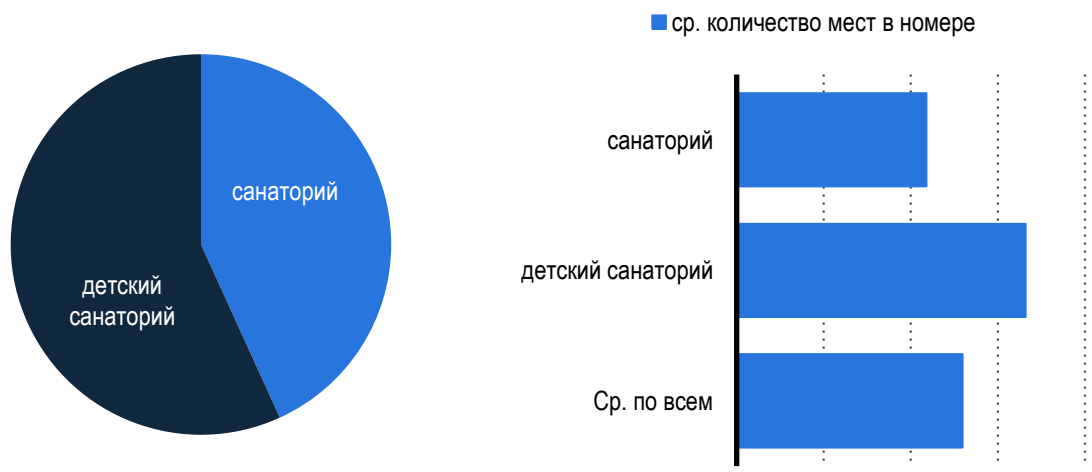 санаторий
детский
санаторий
ср. количество мест в номере
санаторий
детский санаторий
Ср. по всем